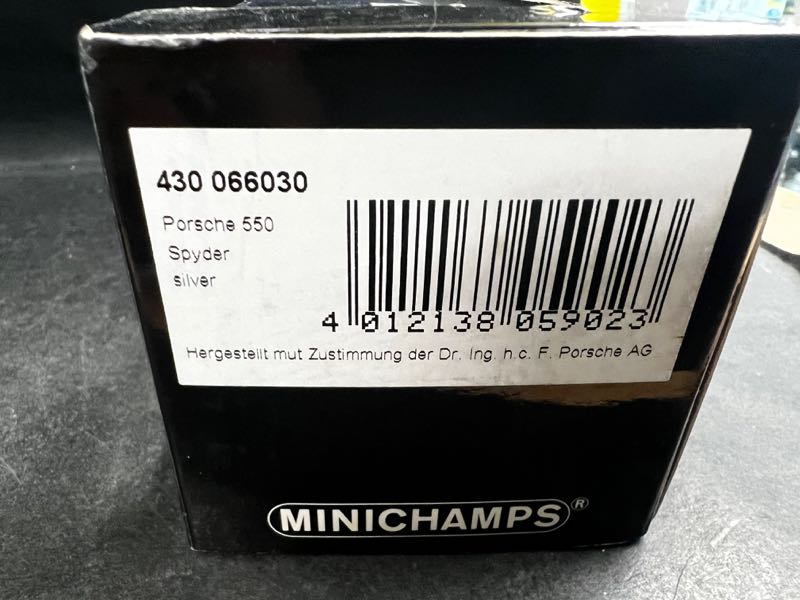 430 066030
Porsche 550
Spyder
silver
4 012138 059023
Hergestellt mut Zustimmung der Dr. Ing. h.c. F. Porsche AG
MINICHAMPS®